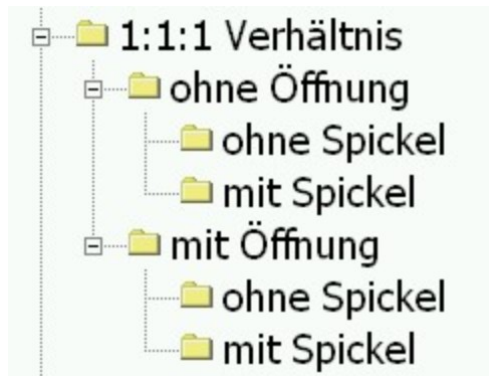 1:1:1 Verhältnis
ohne Öffnung
ohne Spickel
mit Spickel
mit Öffnung
ohne Spickel
mit Spickel